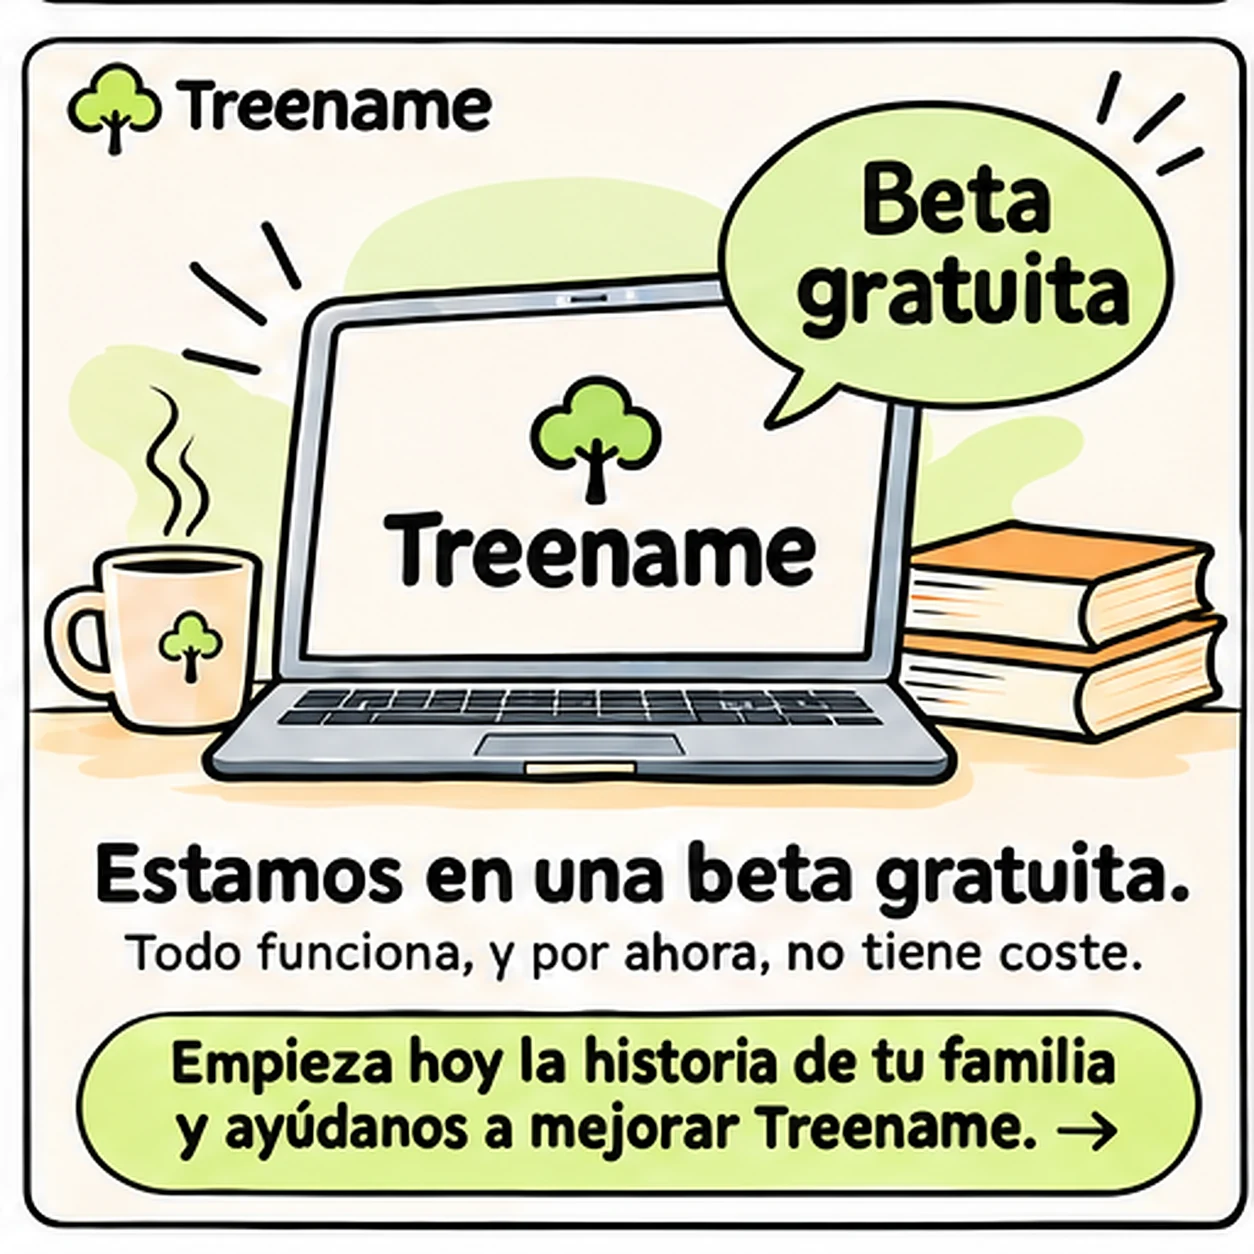 Treename
Beta
gratuita
Treename
Estamos en una beta gratuita.
Todo funciona, y por ahora, no tiene coste.
Empieza hoy la historia de tu familia
y ayúdanos a mejorar Treename. →